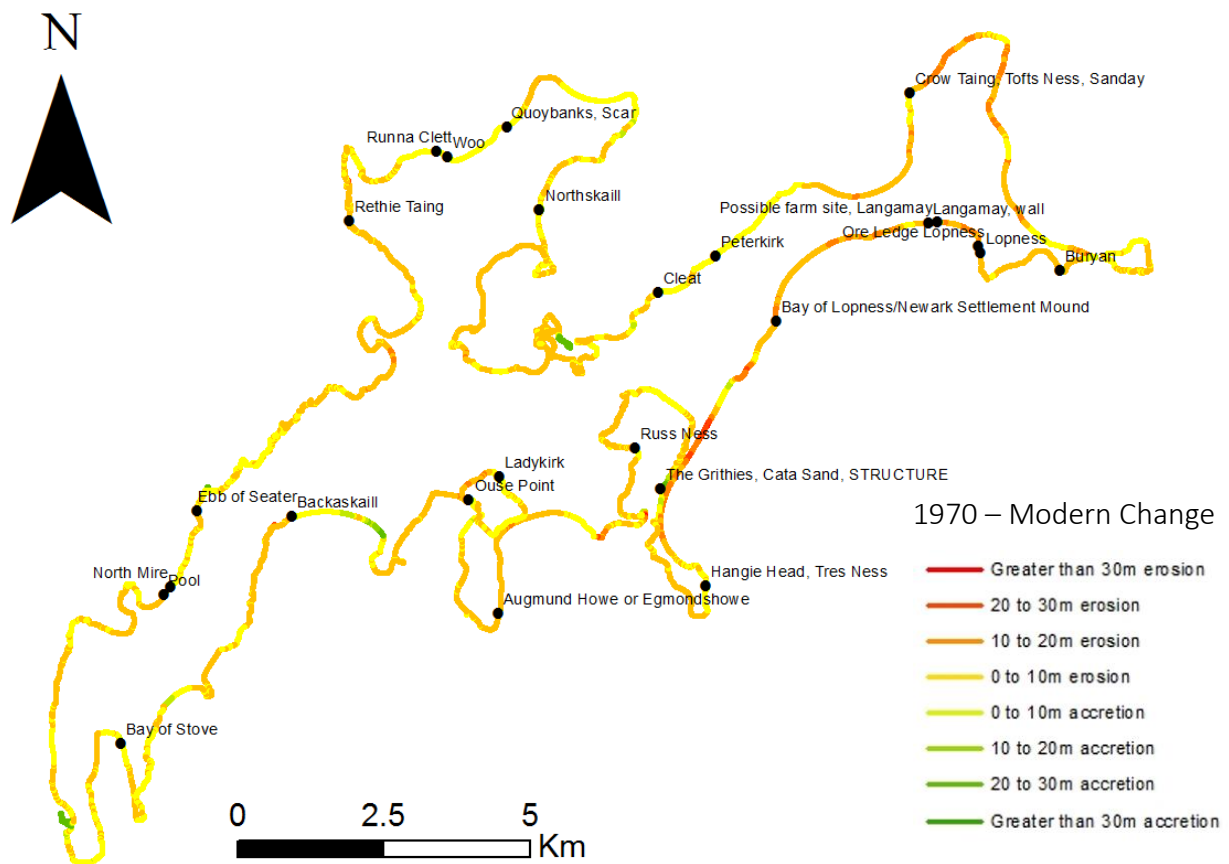 N
Crow Taing, Tofts Ness, Sanday
Quoybanks, Scar
Runna Clett
Woo
Northskaill
Rethie Taing
Possible farm site, Langamay
Langamay, wall
Ore Ledge Lopness
Lopness
Peterkirk
Buryan
Cleat
Bay of Lopness/Newark Settlement Mound
Russ Ness
Ladykirk
The Grithies, Cata Sand, STRUCTURE
Ouse Point
Ebb of Seater
Backaskaill
1970 – Modern Change
North Mire
Pool
Hangie Head, Tres Ness
Greater than 30m erosion
Augmund Howe or Egmondshowe
20 to 30m erosion
10 to 20m erosion
0 to 10m erosion
0 to 10m accretion
Bay of Stove
10 to 20m accretion
20 to 30m accretion
Greater than 30m accretion
0 2.5 5
Km